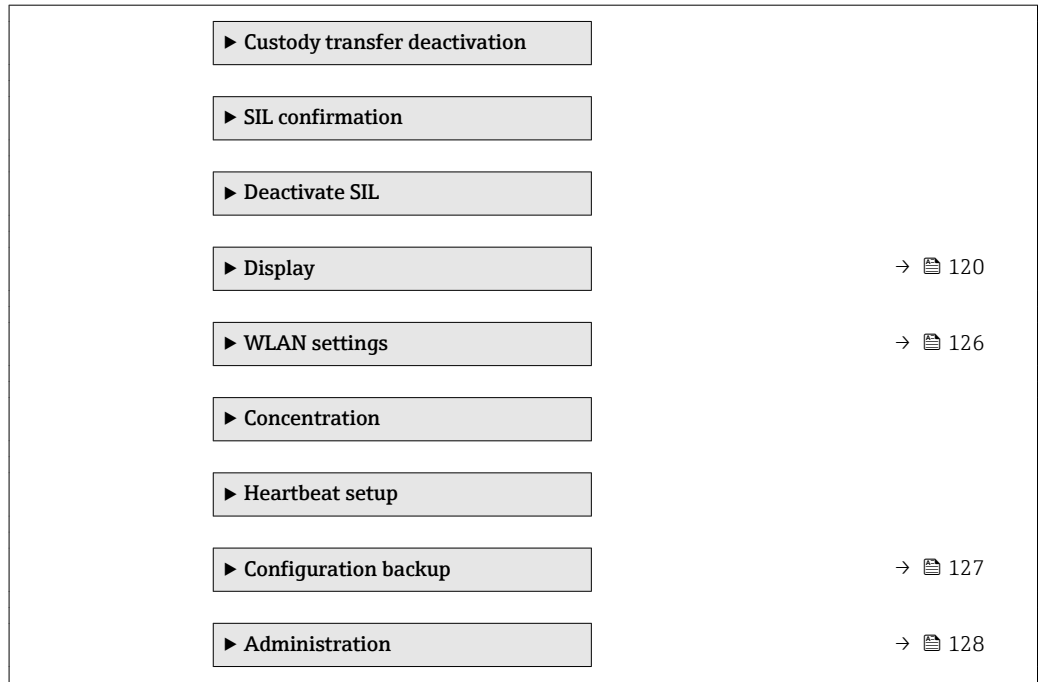 ▶ Custody transfer deactivation
▶ SIL confirmation
▶ Deactivate SIL
▶ Display → 🖹 120
▶ WLAN settings → 🖹 126
▶ Concentration
▶ Heartbeat setup
▶ Configuration backup → 🖹 127
▶ Administration → 🖹 128